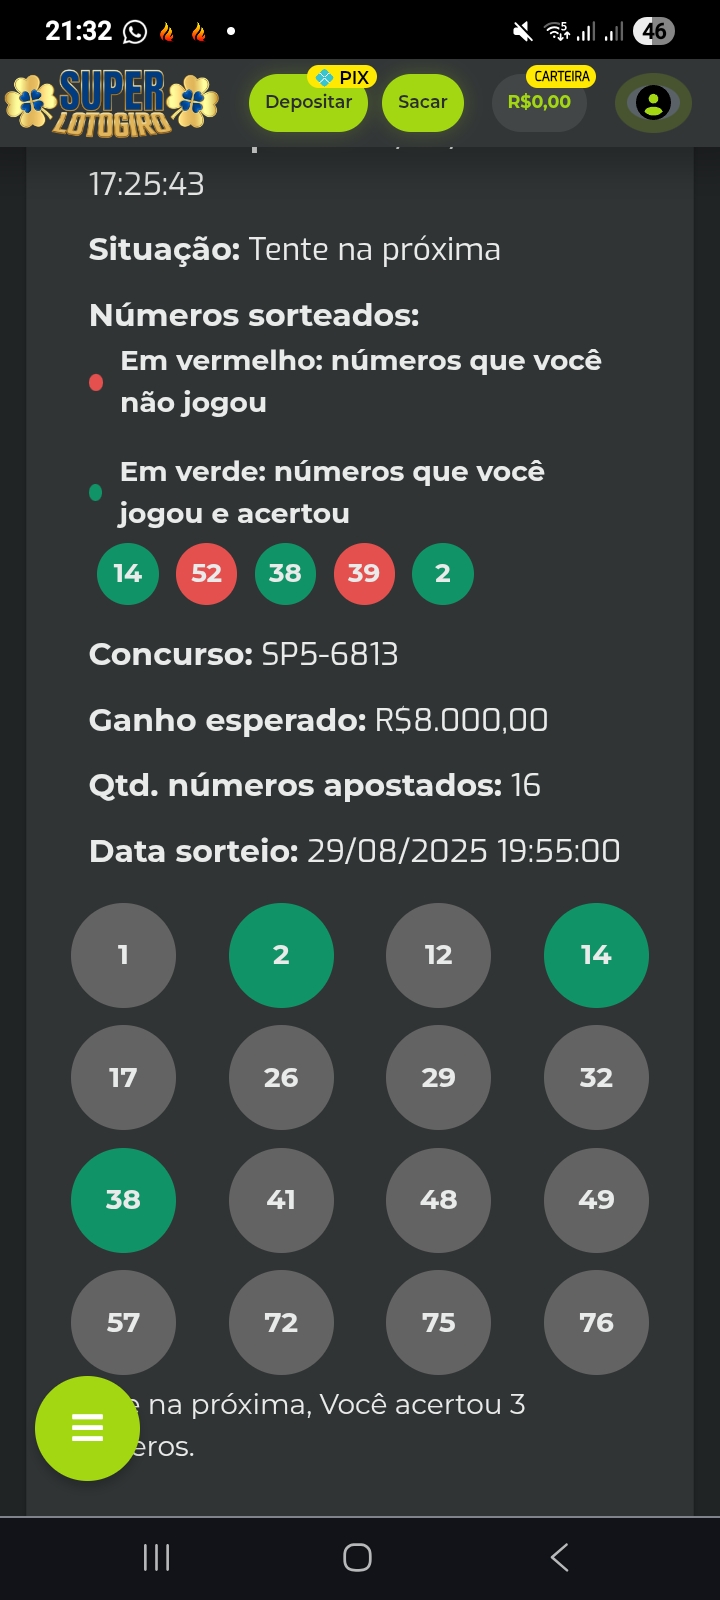 21:32
5
46
SUPER
LOTOGIRO
PIX
Depositar
Sacar
CARTEIRA
R$0,00
17:25:43
Situação: Tente na próxima
Números sorteados:
Em vermelho: números que você
não jogou
Em verde: números que você
jogou e acertou
14 52 38 39 2
Concurso: SP5-6813
Ganho esperado: R$8.000,00
Qtd. números apostados: 16
Data sorteio: 29/08/2025 19:55:00
1 2 12 14
17 26 29 32
38 41 48 49
57 72 75 76
na próxima, Você acertou 3
eros.